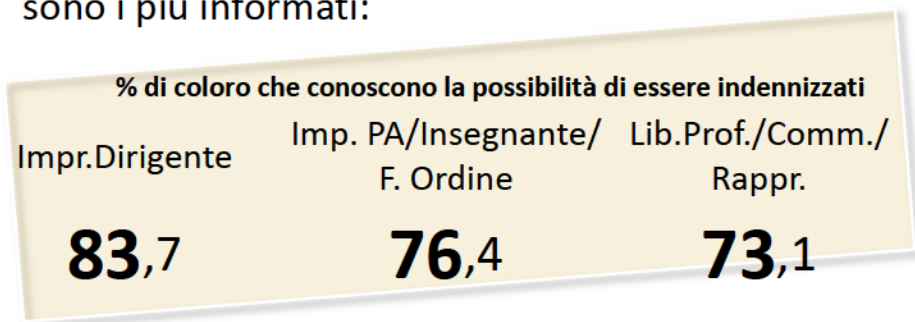 sono i più informati:
% di coloro che conoscono la possibilità di essere indennizzati
Impr.Dirigente
Imp. PA/Insegnante/
F. Ordine
Lib.Prof./Comm./
Rappr.
83,7
76,4
73,1